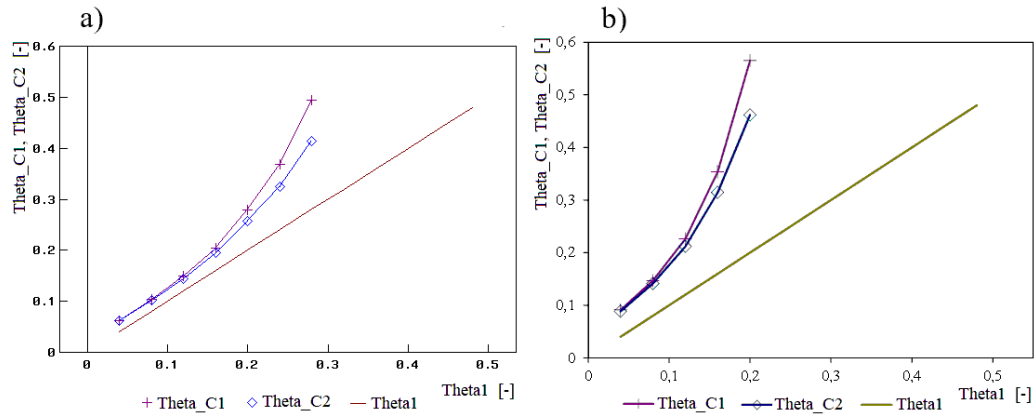 a)
Theta_C1, Theta_C2 [-]
0.6
0.5
0.4
0.3
0.2
0.1
0
0 0.1 0.2 0.3 0.4 0.5
Theta1 [-]
Theta_C1 Theta_C2 Theta1
b)
Theta_C1, Theta_C2 [-]
0,6
0,5
0,4
0,3
0,2
0,1
0
0 0,1 0,2 0,3 0,4 0,5
Theta1 [-]
Theta_C1 Theta_C2 Theta1